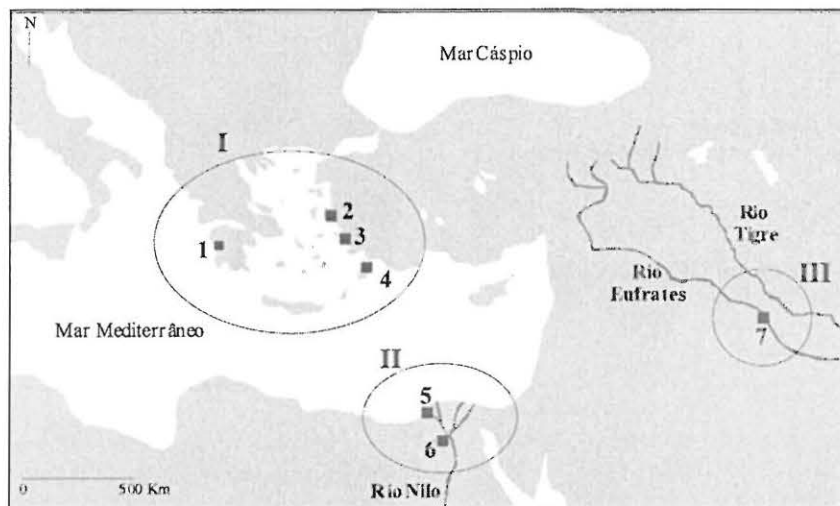 N
Mar Cáspio
I
2
1
3
4
Rio
Tigre
Rio
Eufrates
III
7
Mar Mediterrâneo
II
5
6
Rio Nilo
0 500 Km